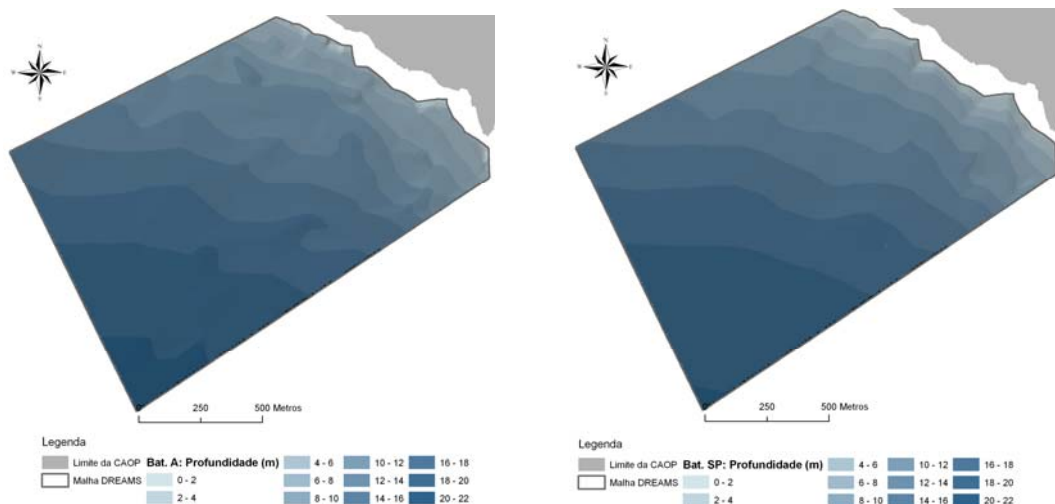 N
W E
S
0 250 500 Metros
Legenda
Limite da CAOP
Malha DREAMS
Bat. A: Profundidade (m)
0 - 2
2 - 4
4 - 6
6 - 8
8 - 10
10 - 12
12 - 14
14 - 16
16 - 18
18 - 20
20 - 22
N
W E
S
0 250 500 Metros
Legenda
Limite da CAOP
Malha DREAMS
Bat. SP: Profundidade (m)
0 - 2
2 - 4
4 - 6
6 - 8
8 - 10
10 - 12
12 - 14
14 - 16
16 - 18
18 - 20
20 - 22